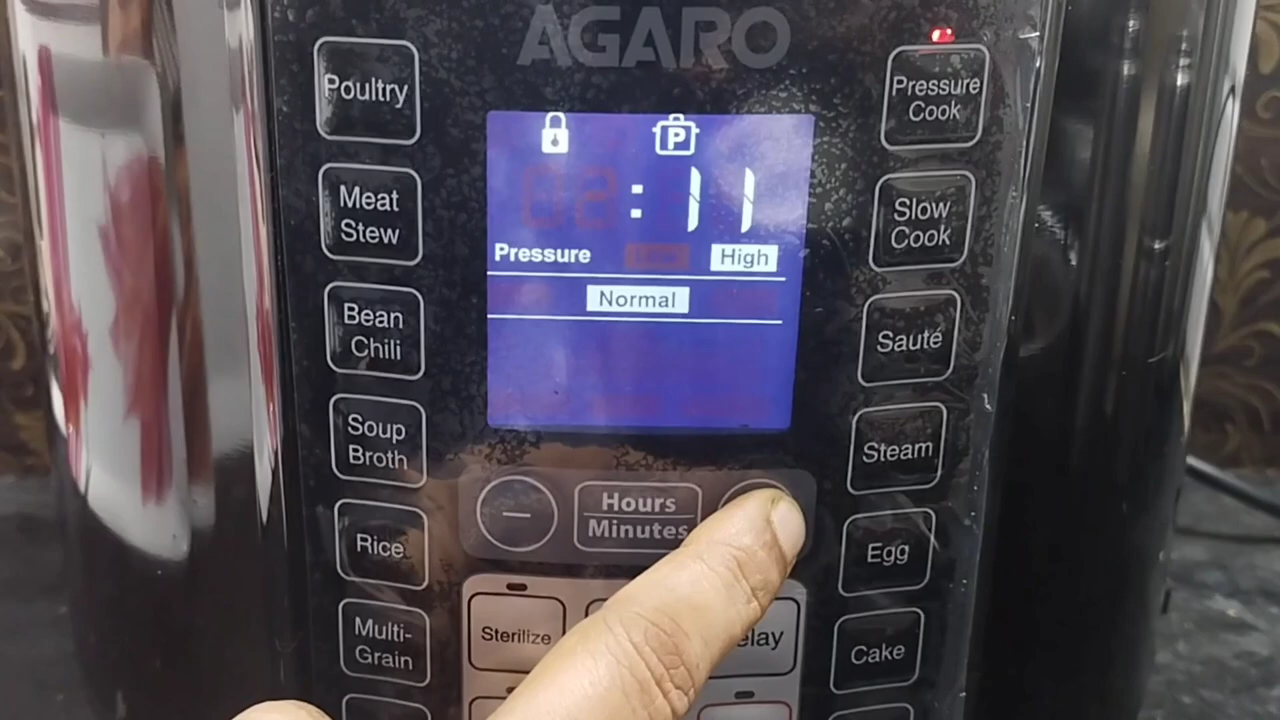 AGARO
Poultry
Meat
Stew
Bean
Chili
Soup
Broth
Rice
Multi-
Grain
P
:11
Pressure High
Normal
−
Hours
Minutes
Sterilize
elay
Pressure
Cook
Slow
Cook
Sauté
Steam
Egg
Cake